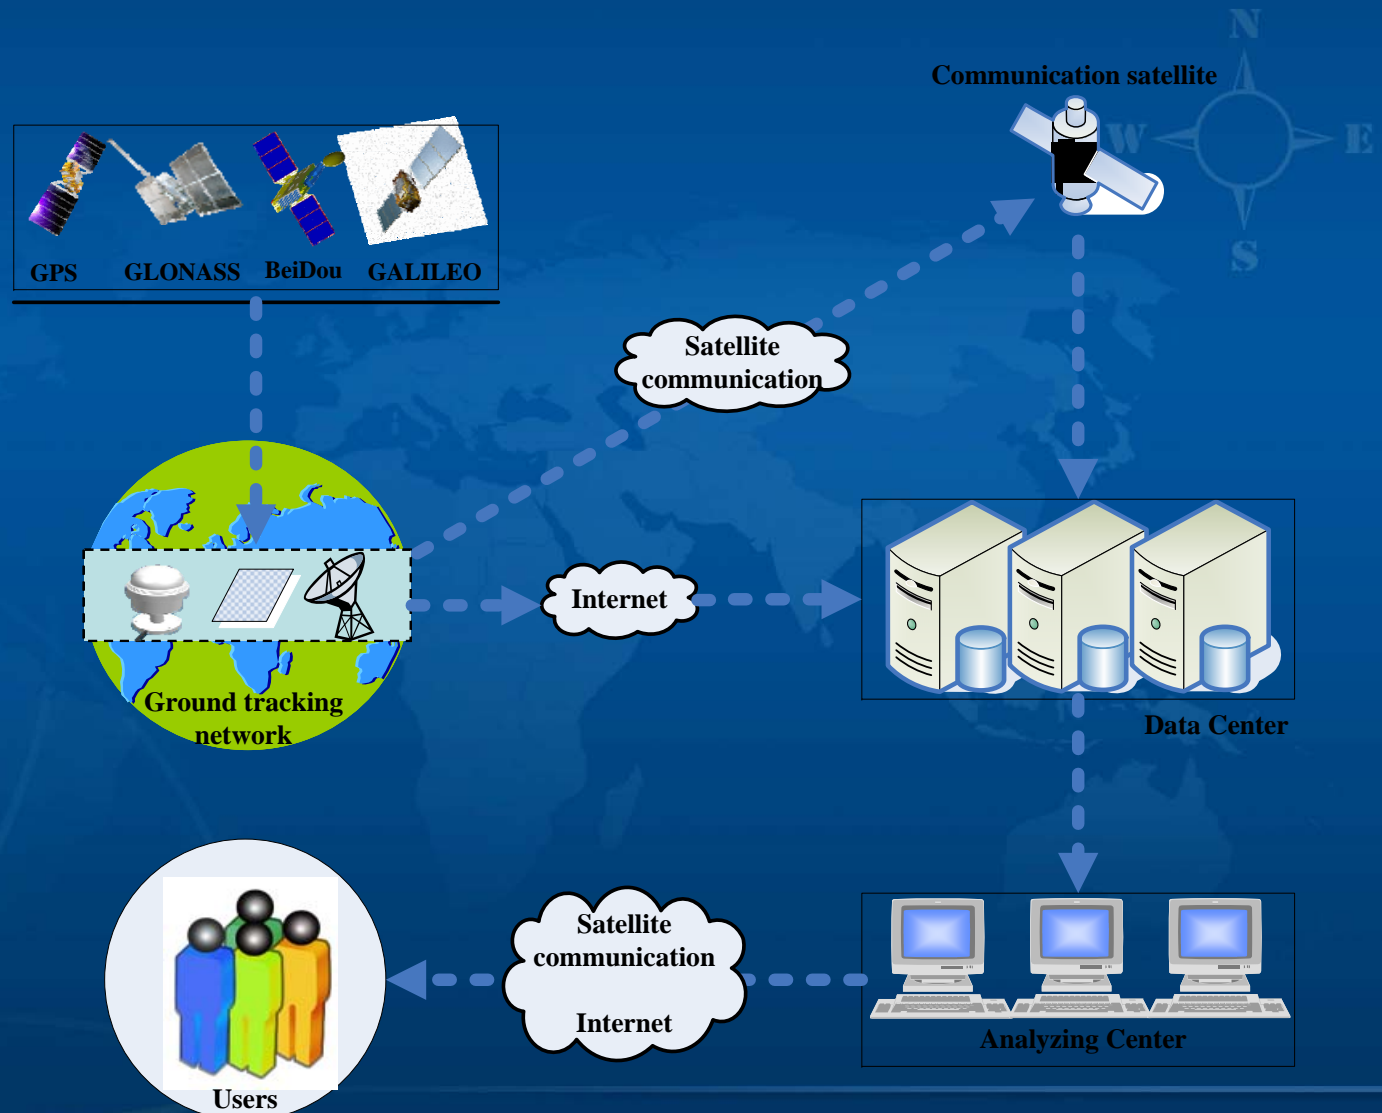 N
Communication satellite
W
E
S
GPS
GLONASS
BeiDou
GALILEO
Satellite
communication
Internet
Ground tracking
network
Data Center
Satellite
communication
Internet
Analyzing Center
Users